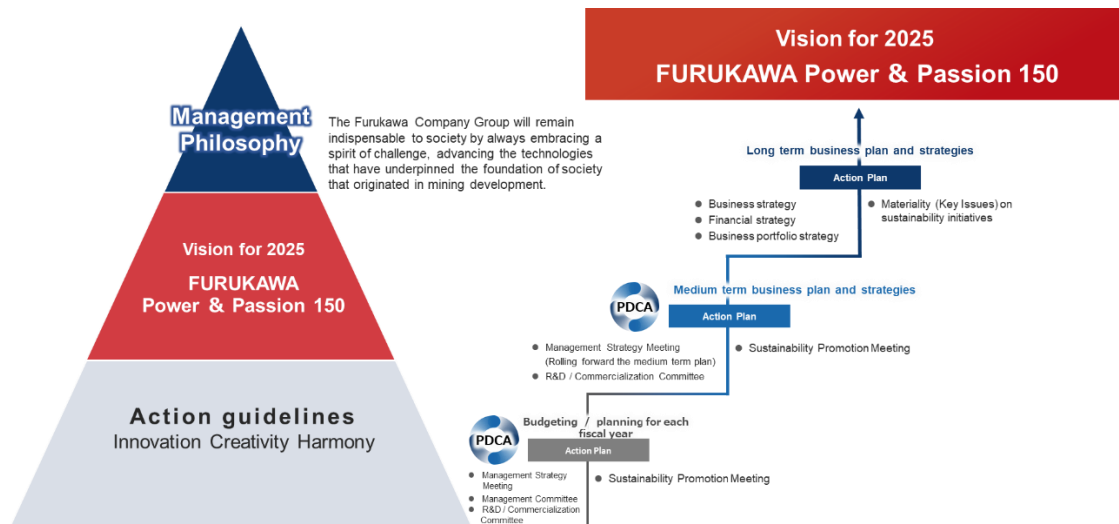 Management
Philosophy
The Furukawa Company Group will remain
indispensable to society by always embracing a
spirit of challenge, advancing the technologies
that have underpinned the foundation of society
that originated in mining development.
Vision for 2025
FURUKAWA
Power & Passion 150
Action guidelines
Innovation Creativity Harmony
Vision for 2025
FURUKAWA Power & Passion 150
Long term business plan and strategies
Action Plan
● Business strategy
● Financial strategy
● Business portfolio strategy
● Materiality (Key Issues) on
sustainability initiatives
Medium term business plan and strategies
PDCA
Action Plan
● Management Strategy Meeting
(Rolling forward the medium term plan)
● R&D / Commercialization Committee
● Sustainability Promotion Meeting
Budgeting / planning for each
fiscal year
PDCA
Action Plan
● Management Strategy
Meeting
● Management Committee
● R&D / Commercialization
Committee
● Sustainability Promotion Meeting